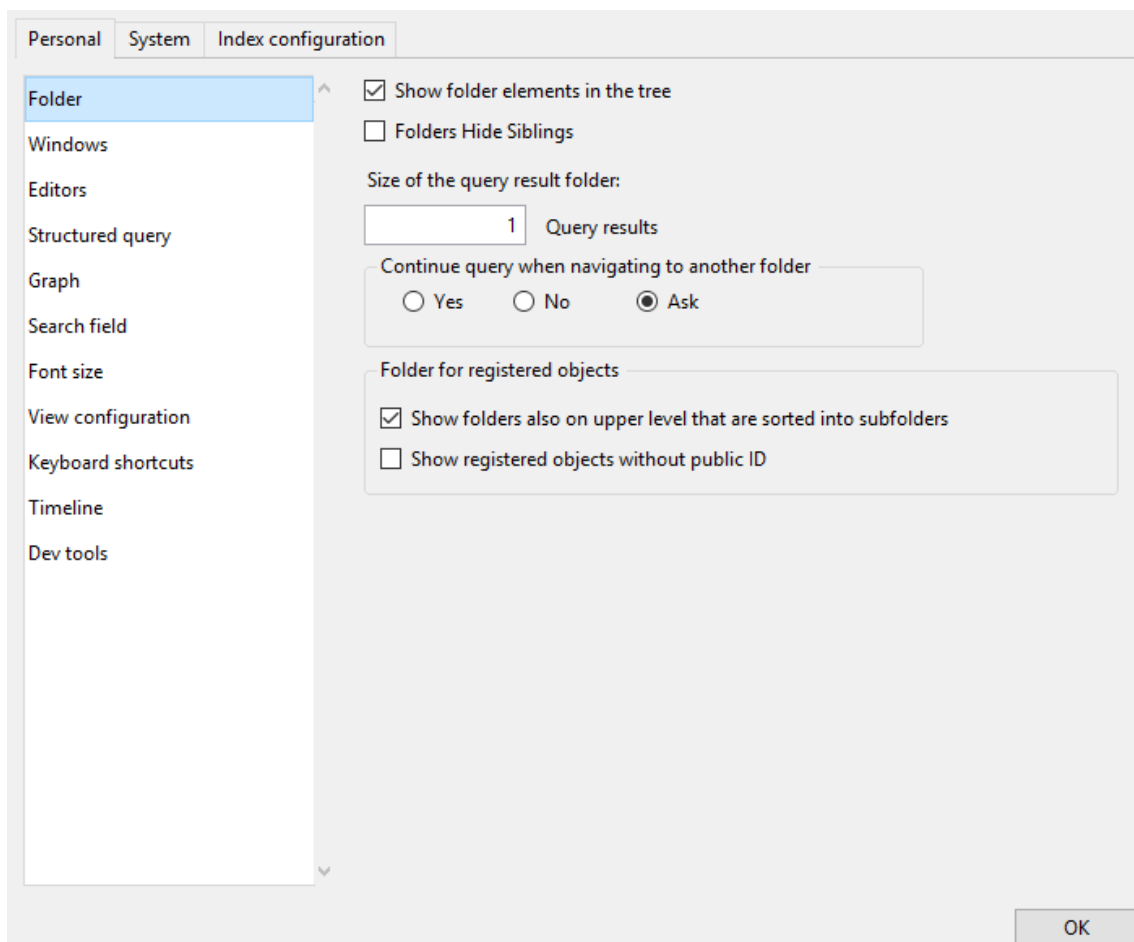 Personal System Index configuration
Folder
Windows
Editors
Structured query
Graph
Search field
Font size
View configuration
Keyboard shortcuts
Timeline
Dev tools
Show folder elements in the tree
Folders Hide Siblings
Size of the query result folder:
1 Query results
Continue query when navigating to another folder
Yes No Ask
Folder for registered objects
Show folders also on upper level that are sorted into subfolders
Show registered objects without public ID
OK